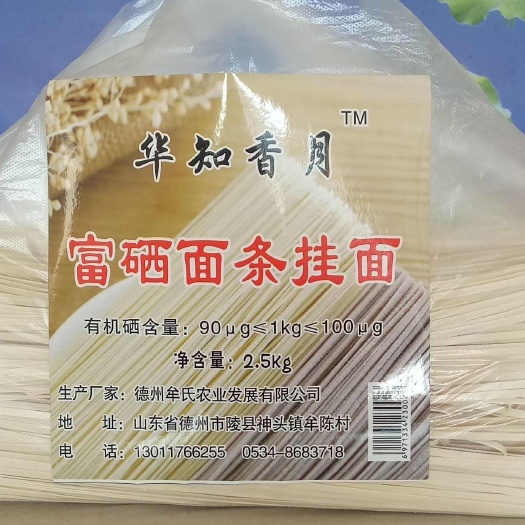 华知香月™
富硒面条挂面
有机硒含量：90μg≤1kg≤100μg
净含量：2.5kg
生产厂家：德州牟氏农业发展有限公司
地 址：山东省德州市陵县神头镇牟陈村
电 话：13011766255 0534-8683718